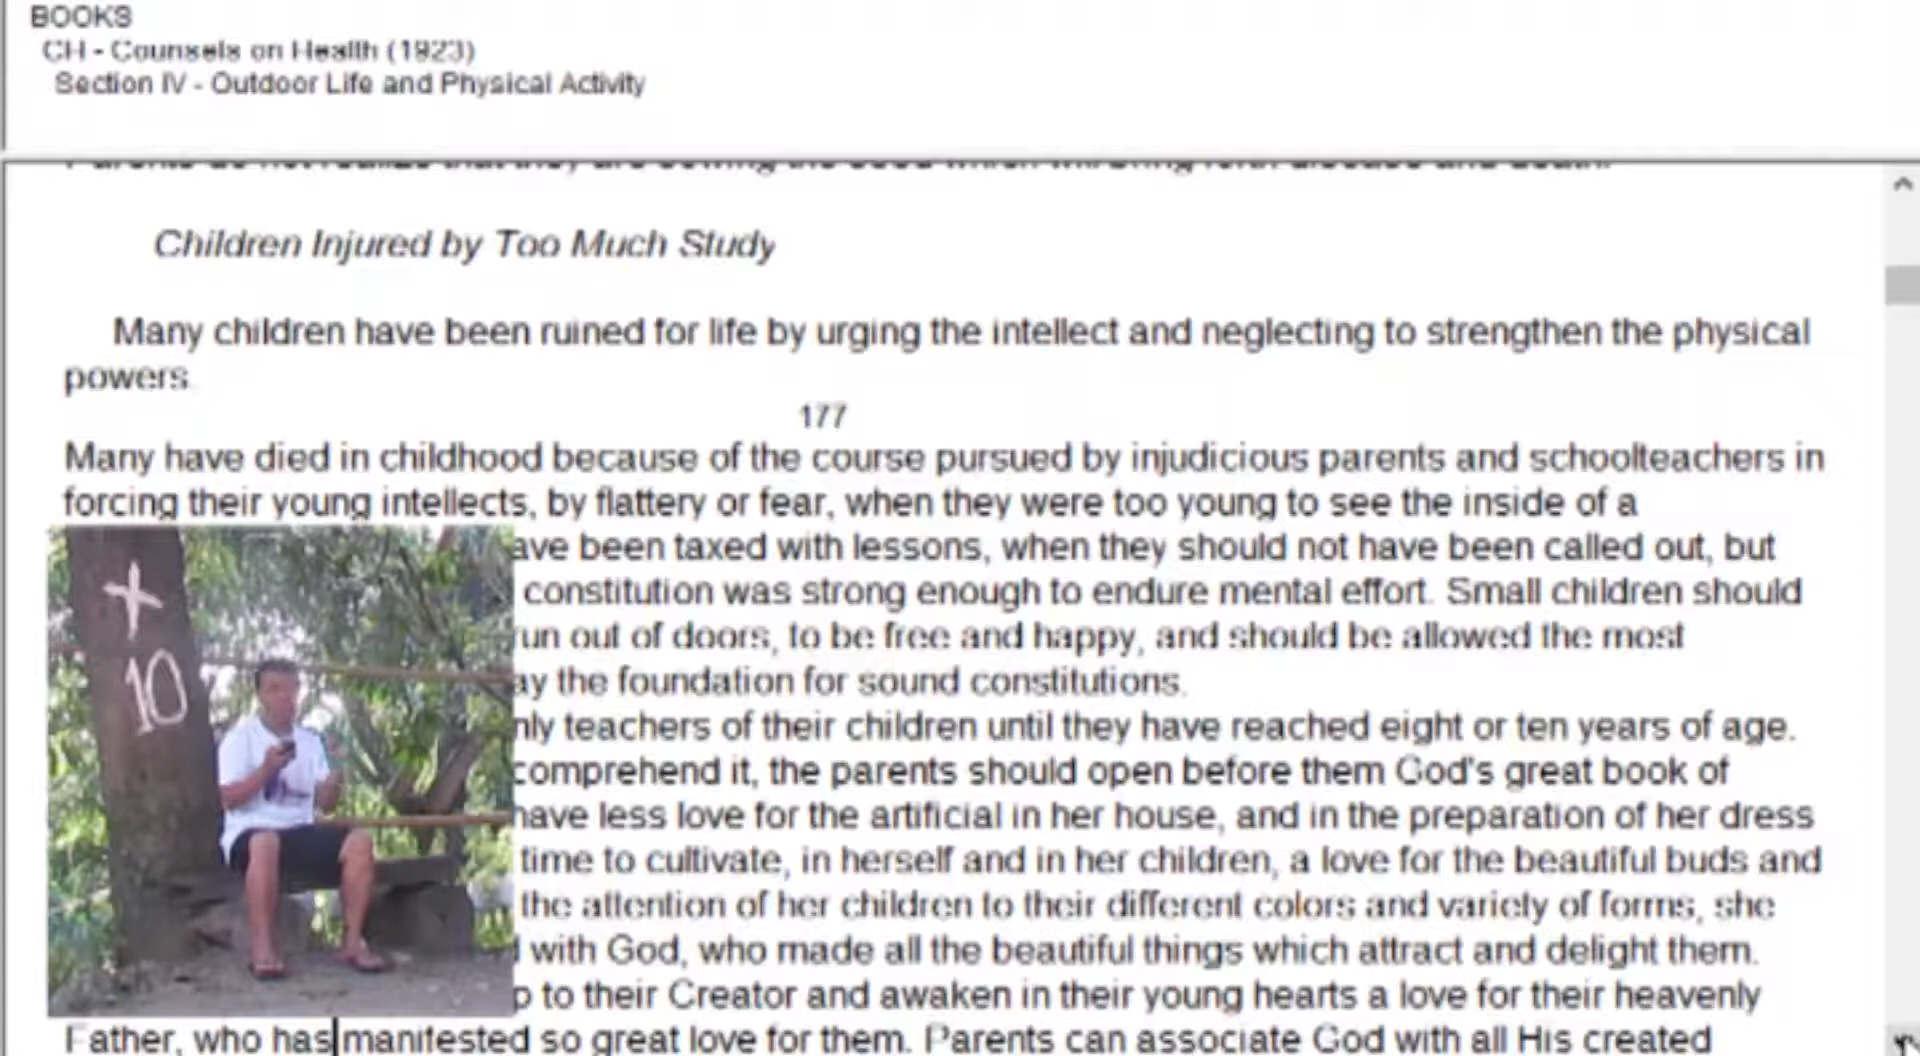 BOOKS
CH - Counsels on Health (1923)
Section IV - Outdoor Life and Physical Activity
Children Injured by Too Much Study
Many children have been ruined for life by urging the intellect and neglecting to strengthen the physical
powers.
177
Many have died in childhood because of the course pursued by injudicious parents and schoolteachers in
forcing their young intellects, by flattery or fear, when they were too young to see the inside of a
ave been taxed with lessons, when they should not have been called out, but
constitution was strong enough to endure mental effort. Small children should
run out of doors, to be free and happy, and should be allowed the most
ay the foundation for sound constitutions.
nly teachers of their children until they have reached eight or ten years of age.
comprehend it, the parents should open before them God's great book of
have less love for the artificial in her house, and in the preparation of her dress
time to cultivate, in herself and in her children, a love for the beautiful buds and
the attention of her children to their different colors and variety of forms, she
with God, who made all the beautiful things which attract and delight them.
p to their Creator and awaken in their young hearts a love for their heavenly
Father, who has manifested so great love for them. Parents can associate God with all His created
+
10